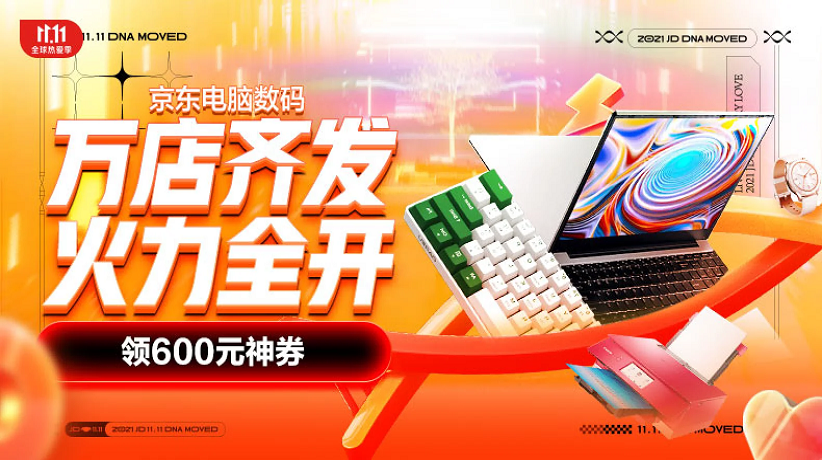 11.11
全球热爱季
11.11 DNA MOVED
2021 JD DNA MOVED
京东电脑数码
万店齐发
火力全开
领600元神券
2021 JD 11.11 DNA MOVED